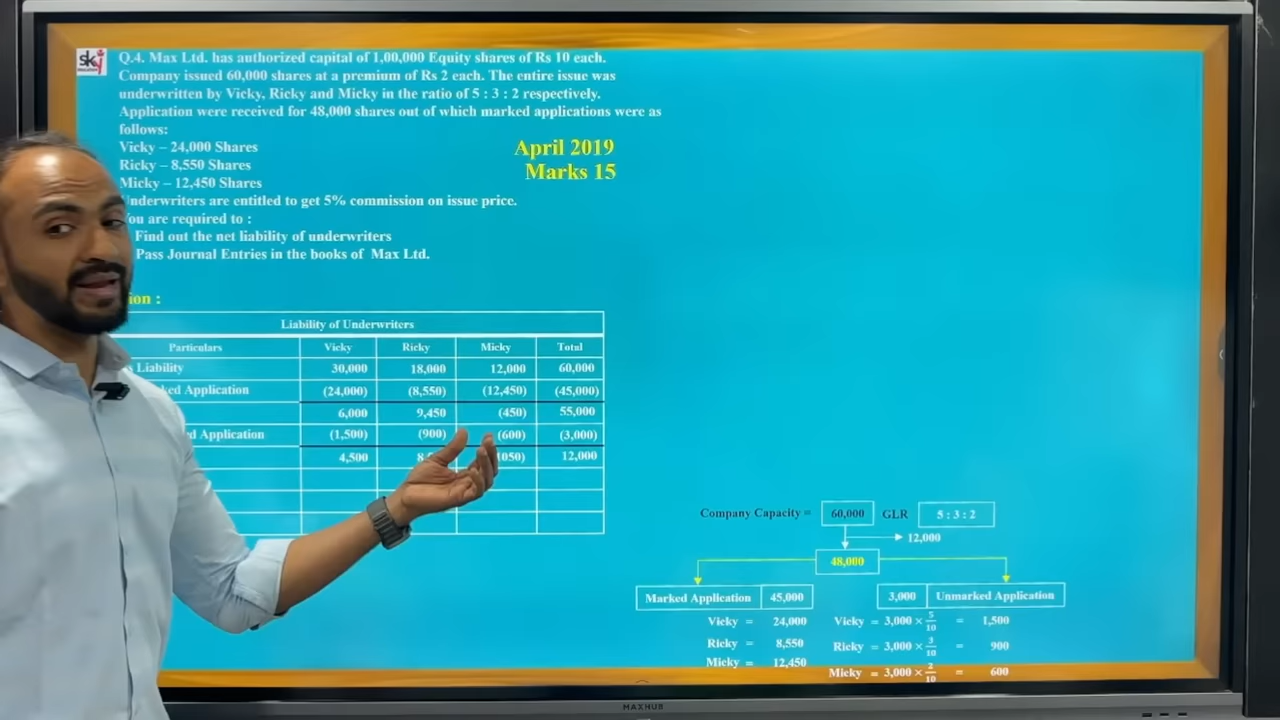 sk
Q.4. Max Ltd. has authorized capital of 1,00,000 Equity shares of Rs 10 each.
Company issued 60,000 shares at a premium of Rs 2 each. The entire issue was
underwritten by Vicky, Ricky and Micky in the ratio of 5 : 3 : 2 respectively.
Application were received for 48,000 shares out of which marked applications were as
follows:
Vicky – 24,000 Shares
Ricky – 8,550 Shares
Micky – 12,450 Shares
April 2019
Marks 15
nderwriters are entitled to get 5% commission on issue price.
ou are required to :
Find out the net liability of underwriters
Pass Journal Entries in the books of Max Ltd.
ion :
Liability of Underwriters
Particulars Vicky Ricky Micky Total
s Liability 30,000 18,000 12,000 60,000
ked Application (24,000) (8,550) (12,450) (45,000)
6,000 9,450 (450) 55,000
d Application (1,500) (900) (600) (3,000)
4,500 8 050) 12,000
Company Capacity = 60,000 GLR 5 : 3 : 2
12,000
48,000
Marked Application 45,000 3,000 Unmarked Application
Vicky = 24,000 Vicky = 3,000 × 5/10 = 1,500
Ricky = 8,550 Ricky = 3,000 × 3/10 = 900
Micky = 12,450 Micky = 3,000 × 2/10 = 600
MAXHUB